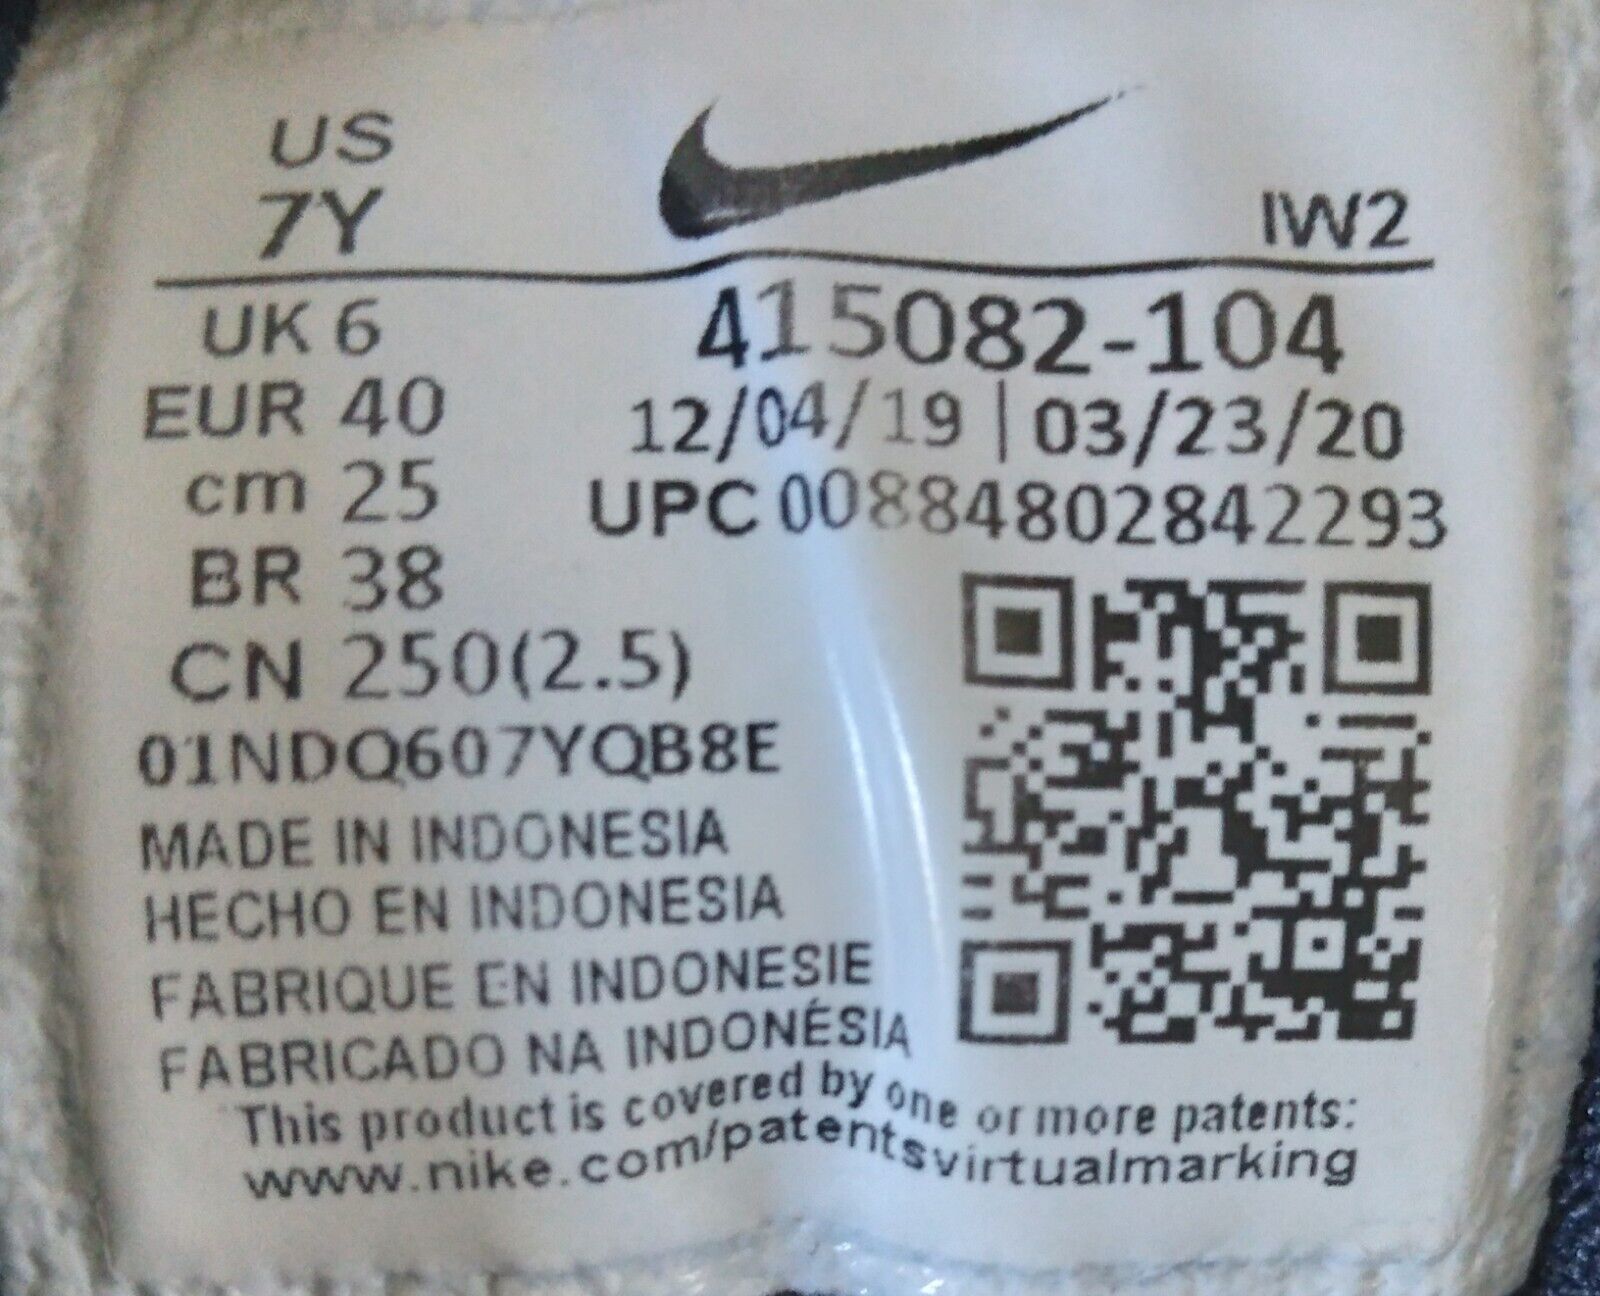 US
7Y
IW2
UK 6
415082-104
EUR 40
12/04/19 | 03/23/20
cm 25
UPC 00884802842293
BR 38
CN 250(2.5)
01NDQ607YQB8E
MADE IN INDONESIA
HECHO EN INDONESIA
FABRIQUE EN INDONESIE
FABRICADO NA INDONÉSIA
This product is covered by one or more patents:
www.nike.com/patentsvirtualmarking